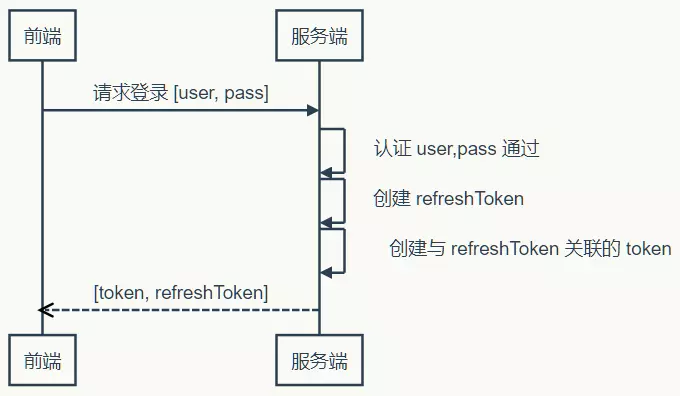 前端
服务端
请求登录 [user, pass]
认证 user,pass 通过
创建 refreshToken
创建与 refreshToken 关联的 token
[token, refreshToken]
前端
服务端